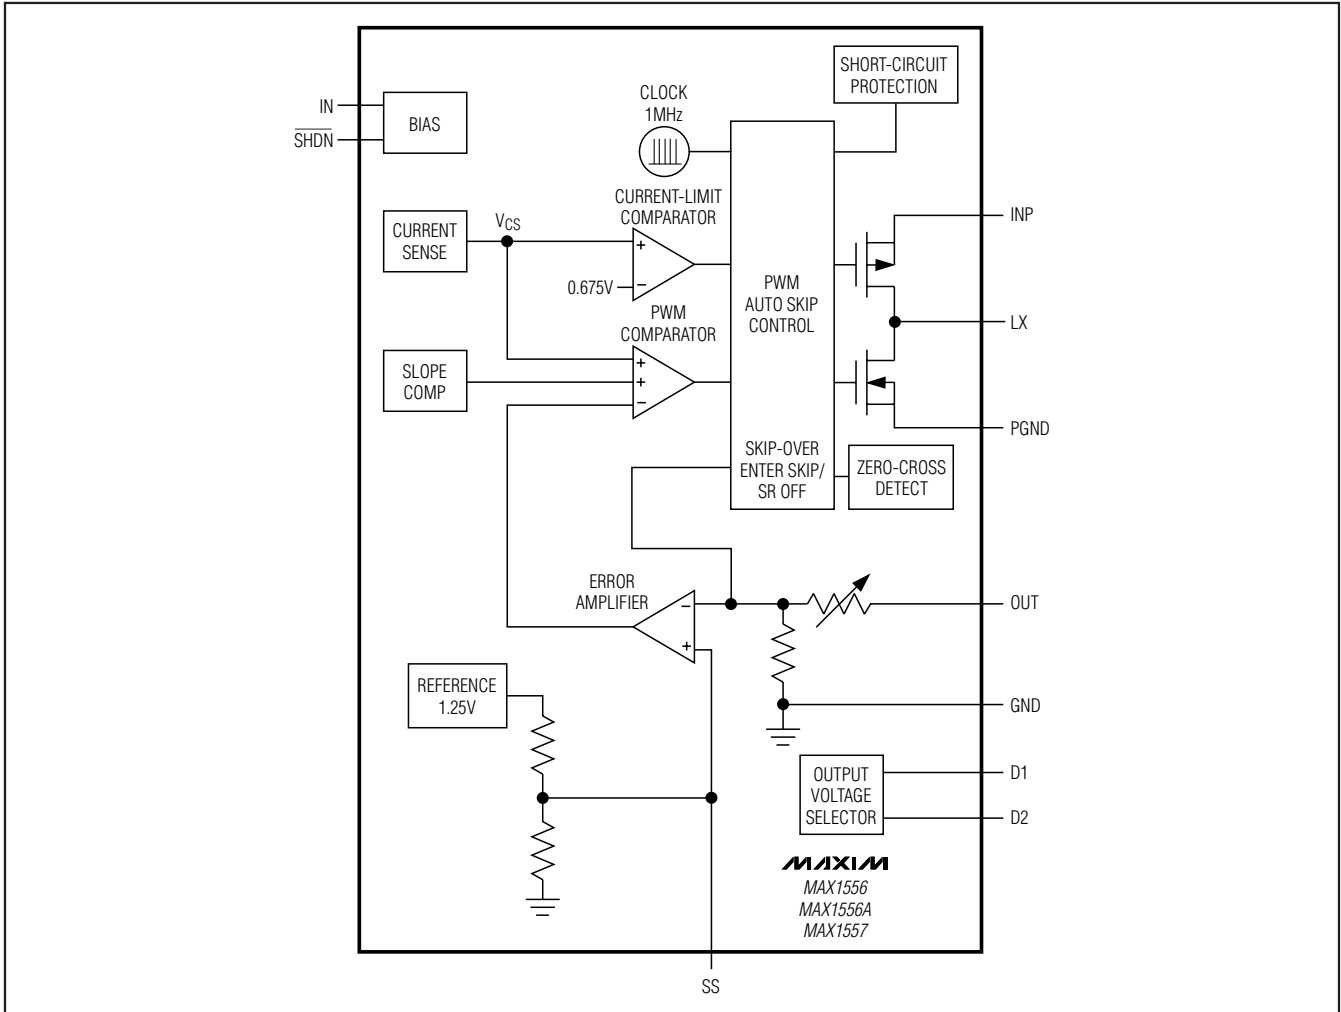 SHORT-CIRCUIT
PROTECTION
CLOCK
1MHz
IN
SHDN
BIAS
CURRENT-LIMIT
COMPARATOR
CURRENT
SENSE
VCS
+
−
0.675V
INP
PWM
AUTO SKIP
CONTROL
LX
PWM
COMPARATOR
SLOPE
COMP
+
+
−
PGND
SKIP-OVER
ENTER SKIP/
SR OFF
ZERO-CROSS
DETECT
ERROR
AMPLIFIER
−
+
OUT
REFERENCE
1.25V
GND
OUTPUT
VOLTAGE
SELECTOR
D1
D2
MAXIM
MAX1556
MAX1556A
MAX1557
SS